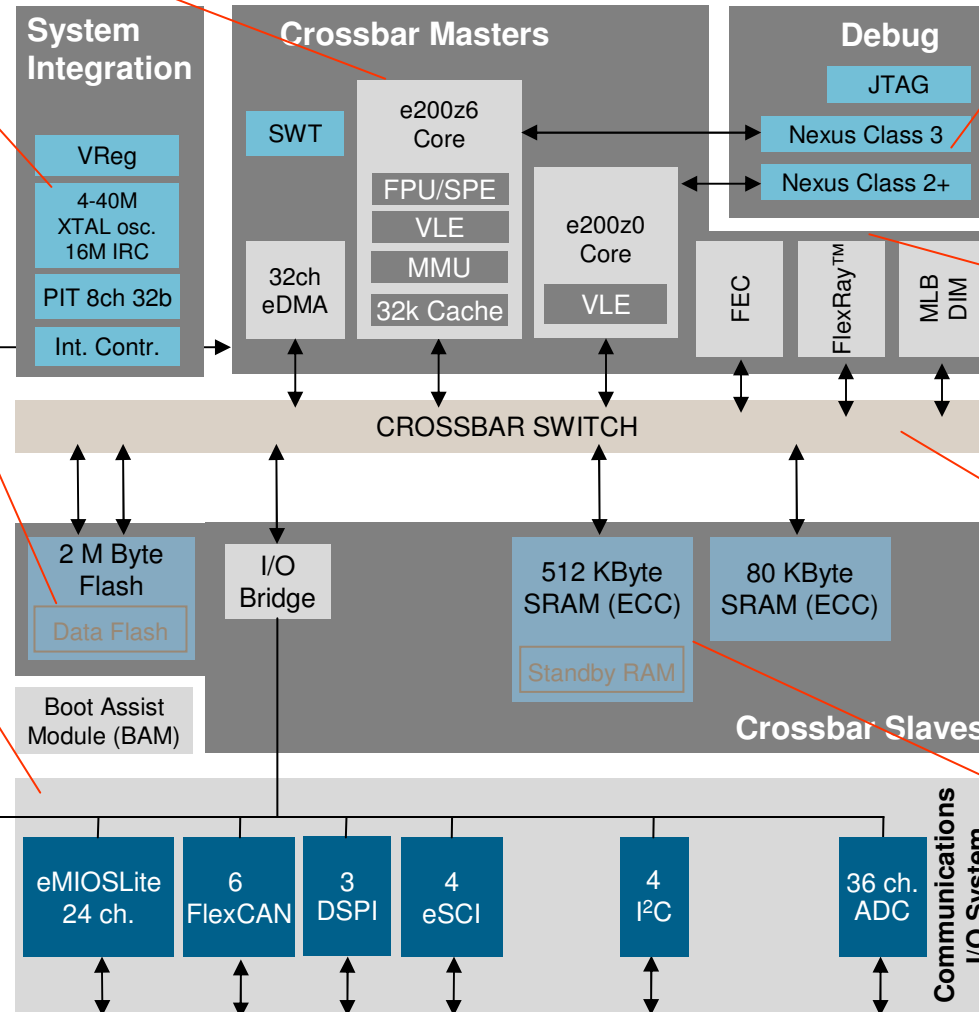 System
Integration
VReg
4-40M
XTAL osc.
16M IRC
PIT 8ch 32b
Int. Contr.
Crossbar Masters
SWT
32ch
eDMA
e200z6
Core
FPU/SPE
VLE
MMU
32k Cache
e200z0
Core
VLE
Debug
JTAG
Nexus Class 3
Nexus Class 2+
FEC
FlexRay™
MLB
DIM
CROSSBAR SWITCH
2 M Byte
Flash
Data Flash
I/O
Bridge
512 KByte
SRAM (ECC)
Standby RAM
80 KByte
SRAM (ECC)
Boot Assist
Module (BAM)
Crossbar Slaves
eMIOSLite
24 ch.
6
FlexCAN
3
DSPI
4
eSCI
4
I²C
36 ch.
ADC
Communications
I/O System